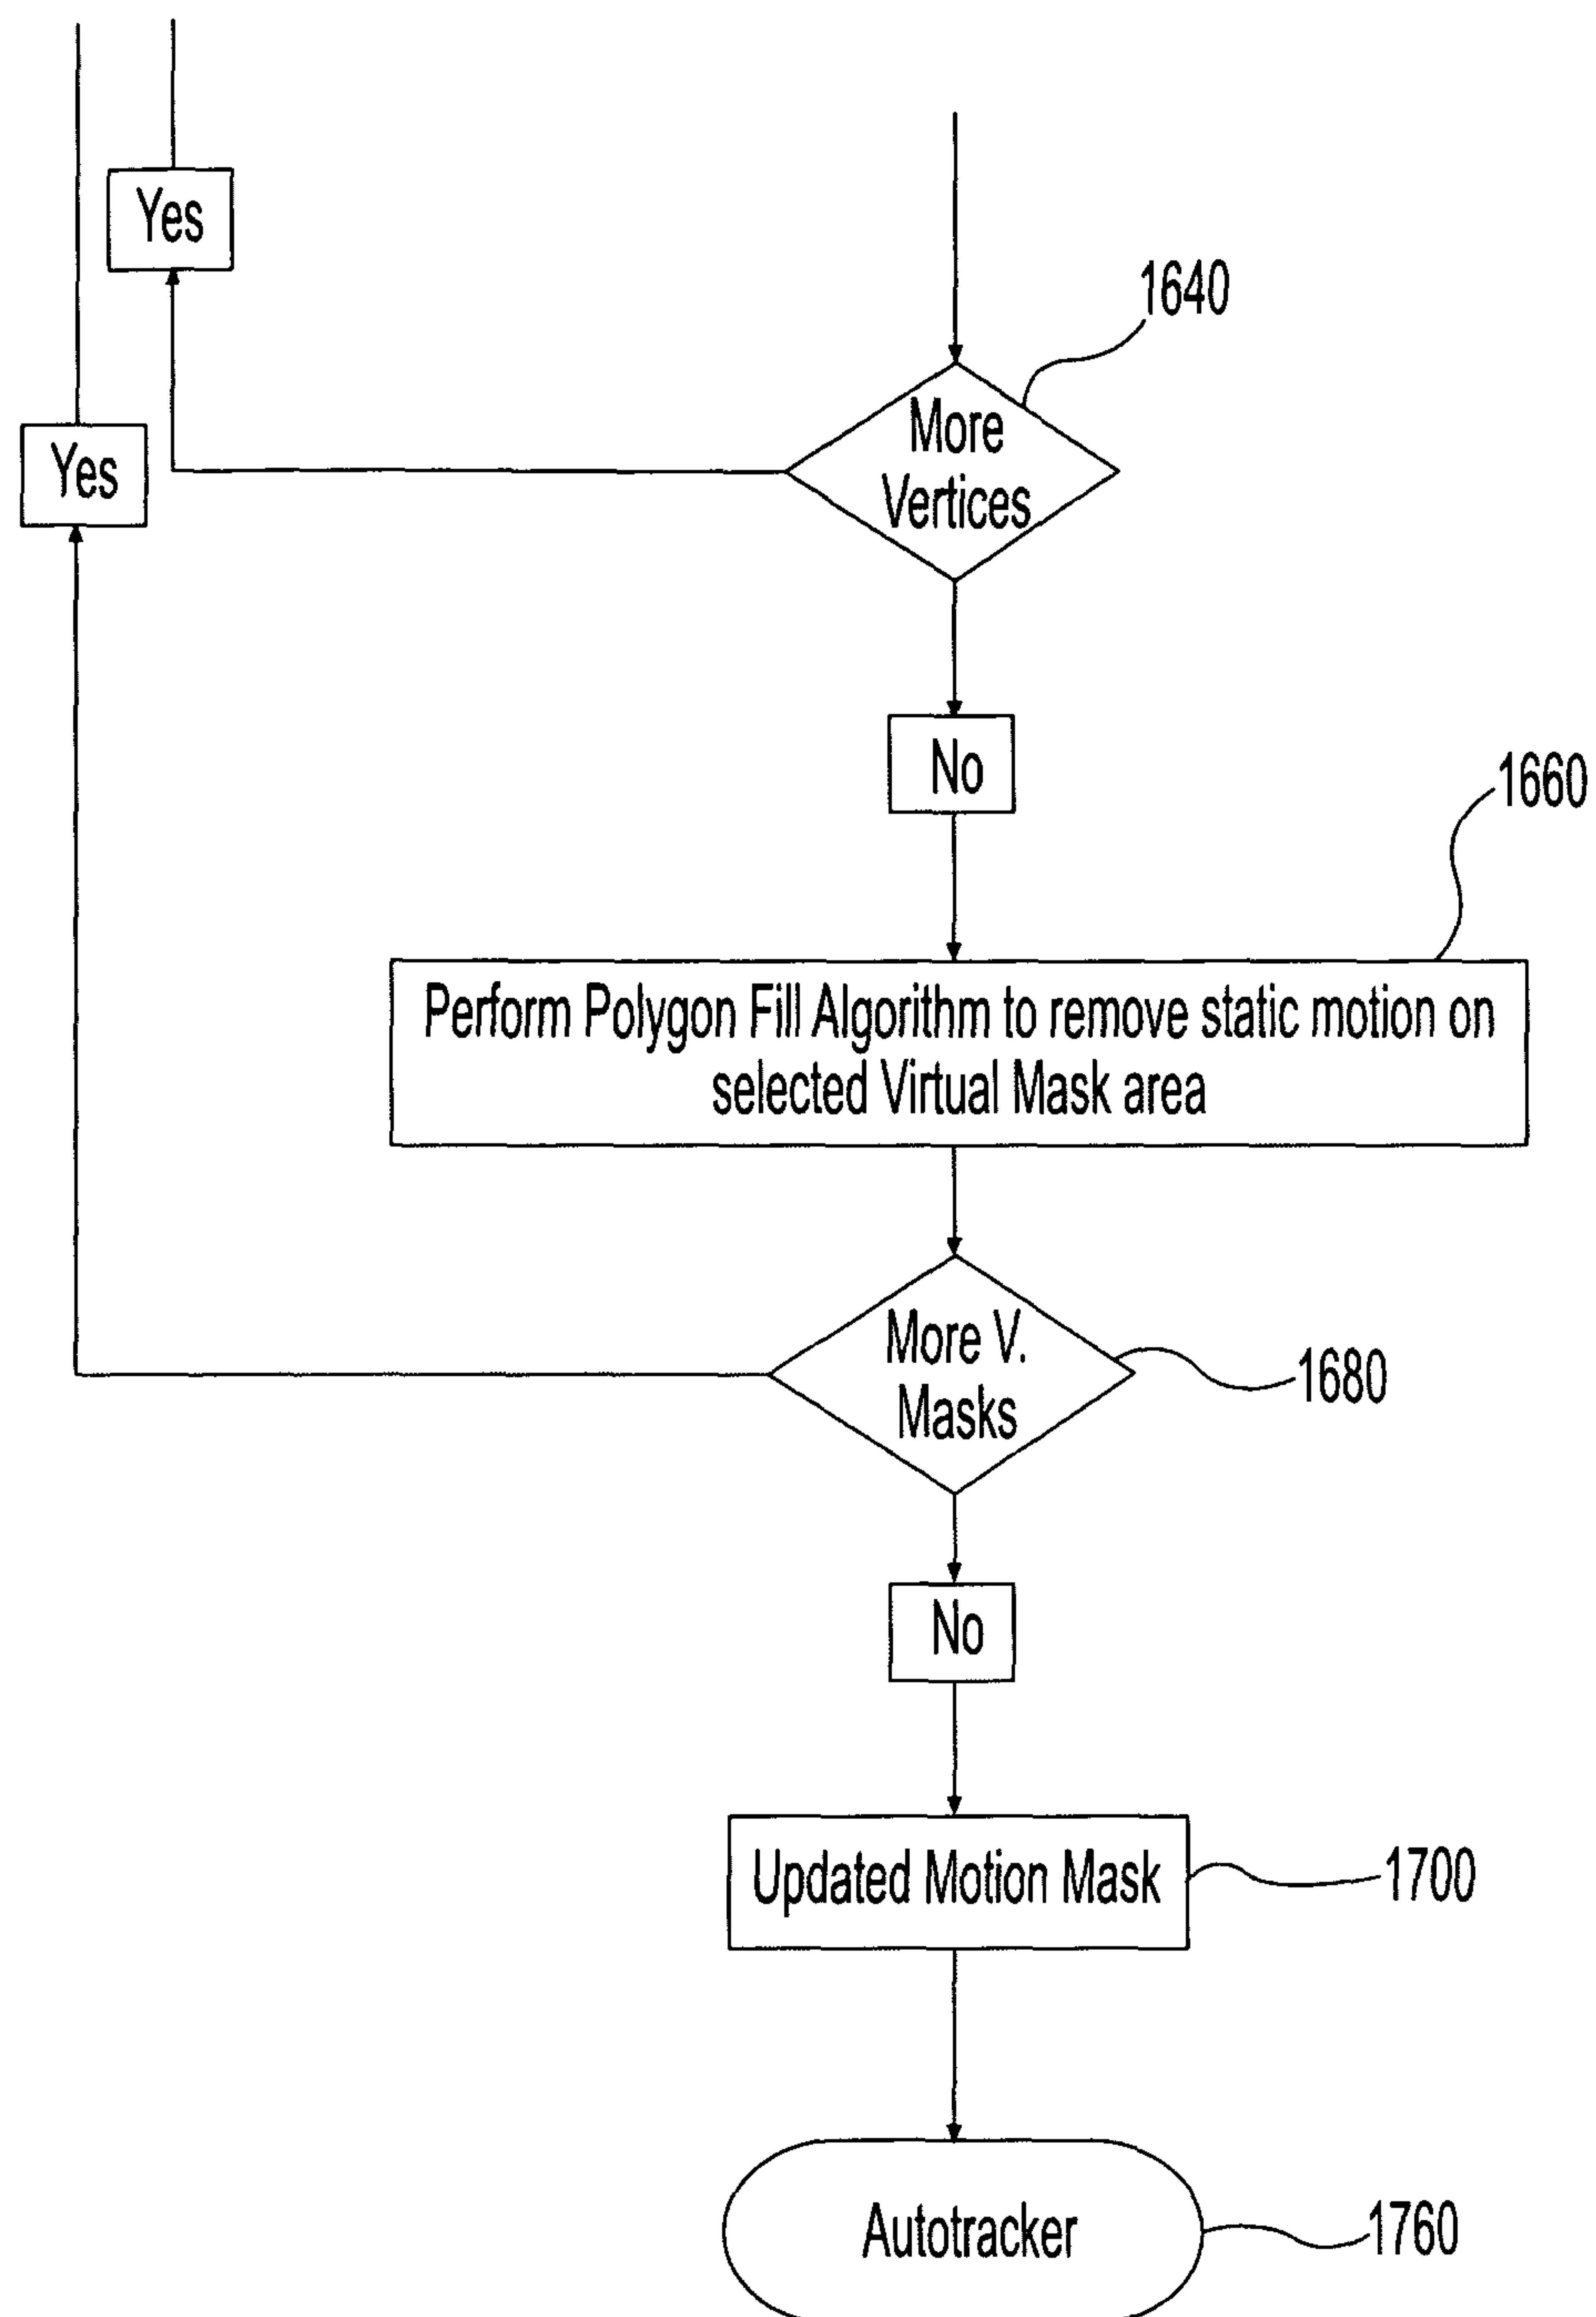 Yes
1640
Yes
More
Vertices
No
1660
Perform Polygon Fill Algorithm to remove static motion on
selected Virtual Mask area
More V.
Masks
1680
No
Updated Motion Mask
1700
Autotracker
1760